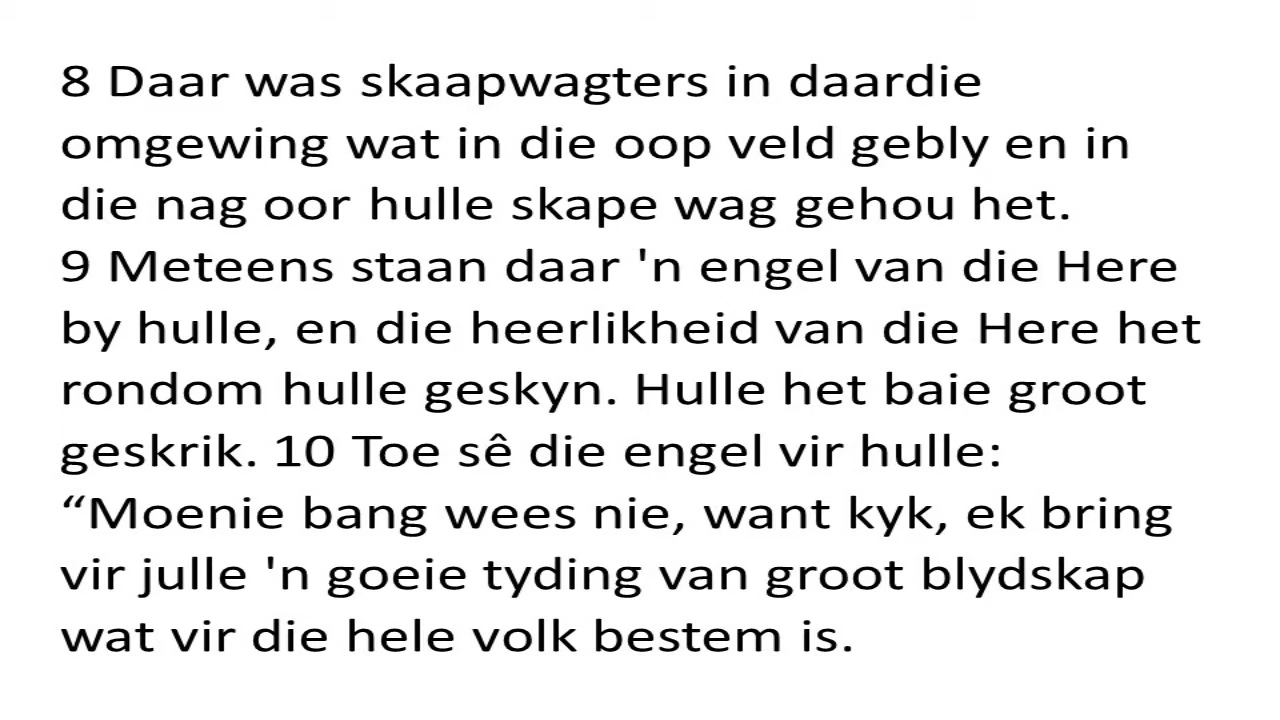 8 Daar was skaapwagters in daardie
omgewing wat in die oop veld gebly en in
die nag oor hulle skape wag gehou het.
9 Meteens staan daar 'n engel van die Here
by hulle, en die heerlikheid van die Here het
rondom hulle geskyn. Hulle het baie groot
geskrik. 10 Toe sê die engel vir hulle:
“Moenie bang wees nie, want kyk, ek bring
vir julle 'n goeie tyding van groot blydskap
wat vir die hele volk bestem is.